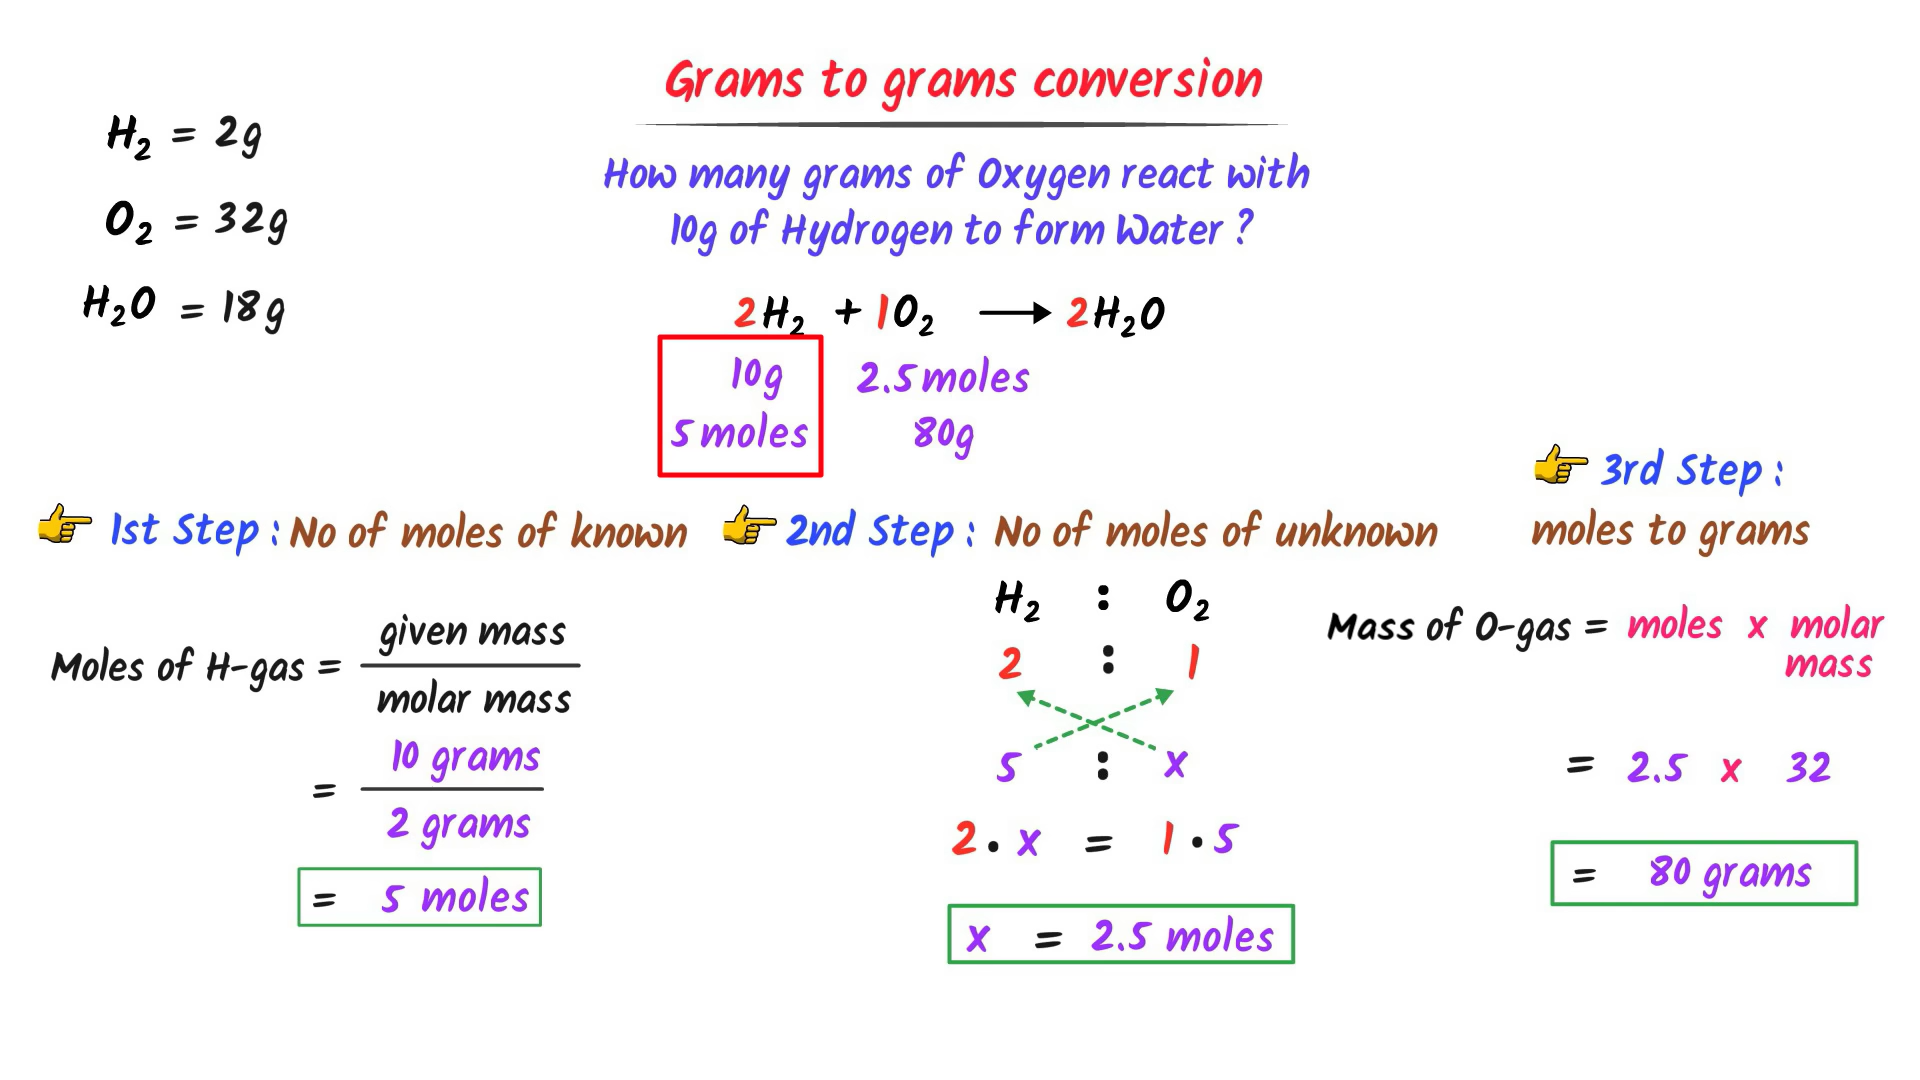 Grams to grams conversion
H₂ = 2g
O₂ = 32g
H₂O = 18g
How many grams of Oxygen react with
10g of Hydrogen to form Water ?
2H₂ + 1O₂ → 2H₂O
10g 2.5 moles
5 moles 80g
👉 1st Step : No of moles of known
Moles of H-gas = given mass
molar mass
= 10 grams
2 grams
= 5 moles
👉 2nd Step : No of moles of unknown
H₂ : O₂
2 : 1
5 : x
2 · x = 1 · 5
x = 2.5 moles
👉 3rd Step :
moles to grams
Mass of O-gas = moles x molar
mass
= 2.5 x 32
= 80 grams